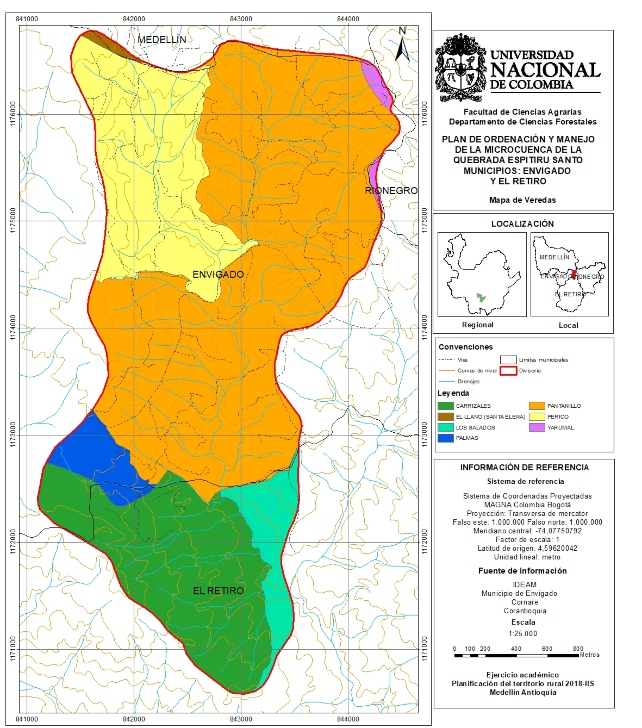 841000 842000 843000 844000
N
MEDELLÍN
1176000 1176000
RIONEGRO
1175000 1175000
ENVIGADO
1174000 1174000
1173000 1173000
1172000 1172000
EL RETIRO
1171000 1171000
841000 842000 843000 844000
UNIVERSIDAD
NACIONAL
DE COLOMBIA
Facultad de Ciencias Agrarias
Departamento de Ciencias Forestales
PLAN DE ORDENACIÓN Y MANEJO
DE LA MICROCUENCA DE LA
QUEBRADA ESPITIRU SANTO
MUNICIPIOS: ENVIGADO
Y EL RETIRO
Mapa de Veredas
LOCALIZACIÓN
MEDELLÍN
ENVIGADO RIONEGRO
EL RETIRO
Regional
Local
Convenciones
Vias
Limites municipales
Curvas de nivel
Divisoria
Drenajes
Leyenda
CARRIZALES
PANTANILLO
EL LLANO (SANTA ELENA)
PERICO
LOS SALADOS
YARUMAL
PALMAS
INFORMACIÓN DE REFERENCIA
Sistema de referencia
Sistema de Coordenadas Proyectadas
MAGNA Colombia Bogotá
Proyección: Transversa de mercator
Falso este: 1.000.000 Falso norte: 1.000.000
Meridiano central: -74,07750792
Factor de escala: 1
Latitud de origen: 4,59620042
Unidad lineal: metro
Fuente de información
IDEAM
Municipio de Envigado
Cornare
Corantioquia
Escala
1:25.000
0 100 200 400 600 800
Metros
Ejercicio académico
Planificación del territorio rural 2018-IIS
Medellín Antioquia